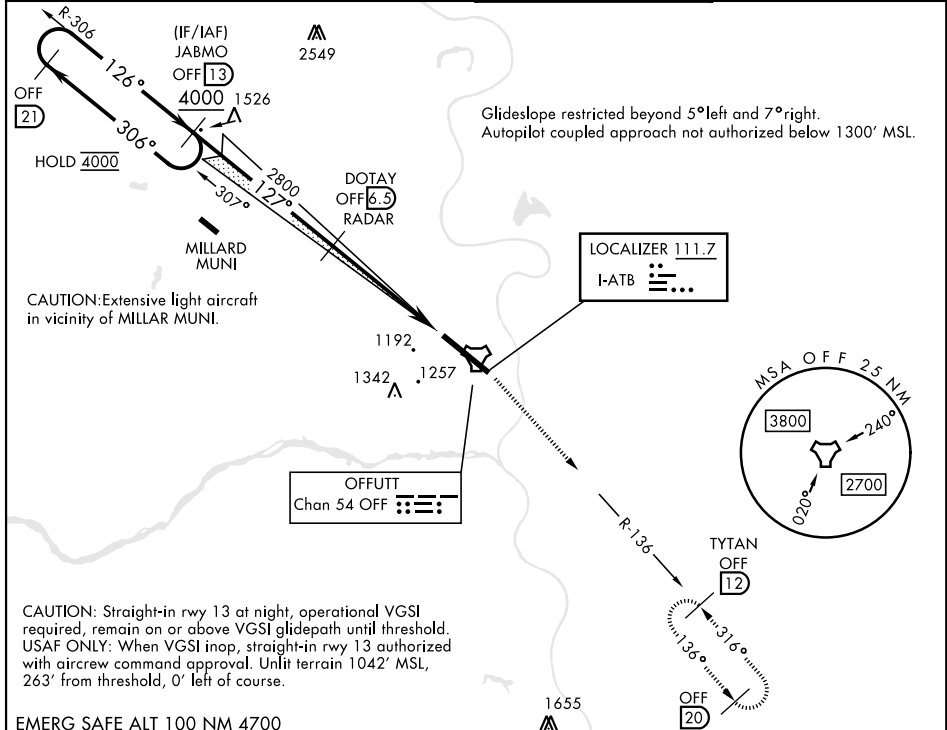 R-306
(IF/IAF)
JABMO
OFF 13
4000
1526
2549
126°
OFF
21
306°
HOLD 4000
307°
2800
127°
DOTAY
OFF 6.5
RADAR
Glideslope restricted beyond 5° left and 7° right.
Autopilot coupled approach not authorized below 1300' MSL.
MILLARD
MUNI
LOCALIZER 111.7
I-ATB
CAUTION: Extensive light aircraft
in vicinity of MILLAR MUNI.
1192
1257
1342
MSA OFF 25 NM
3800
240°
2700
020°
OFFUTT
Chan 54 OFF
R-136
TYTAN
OFF
12
316°
136°
OFF
20
CAUTION: Straight-in rwy 13 at night, operational VGSI
required, remain on or above VGSI glidepath until threshold.
USAF ONLY: When VGSI inop, straight-in rwy 13 authorized
with aircrew command approval. Unlit terrain 1042' MSL,
263' from threshold, 0' left of course.
1655
EMERG SAFE ALT 100 NM 4700